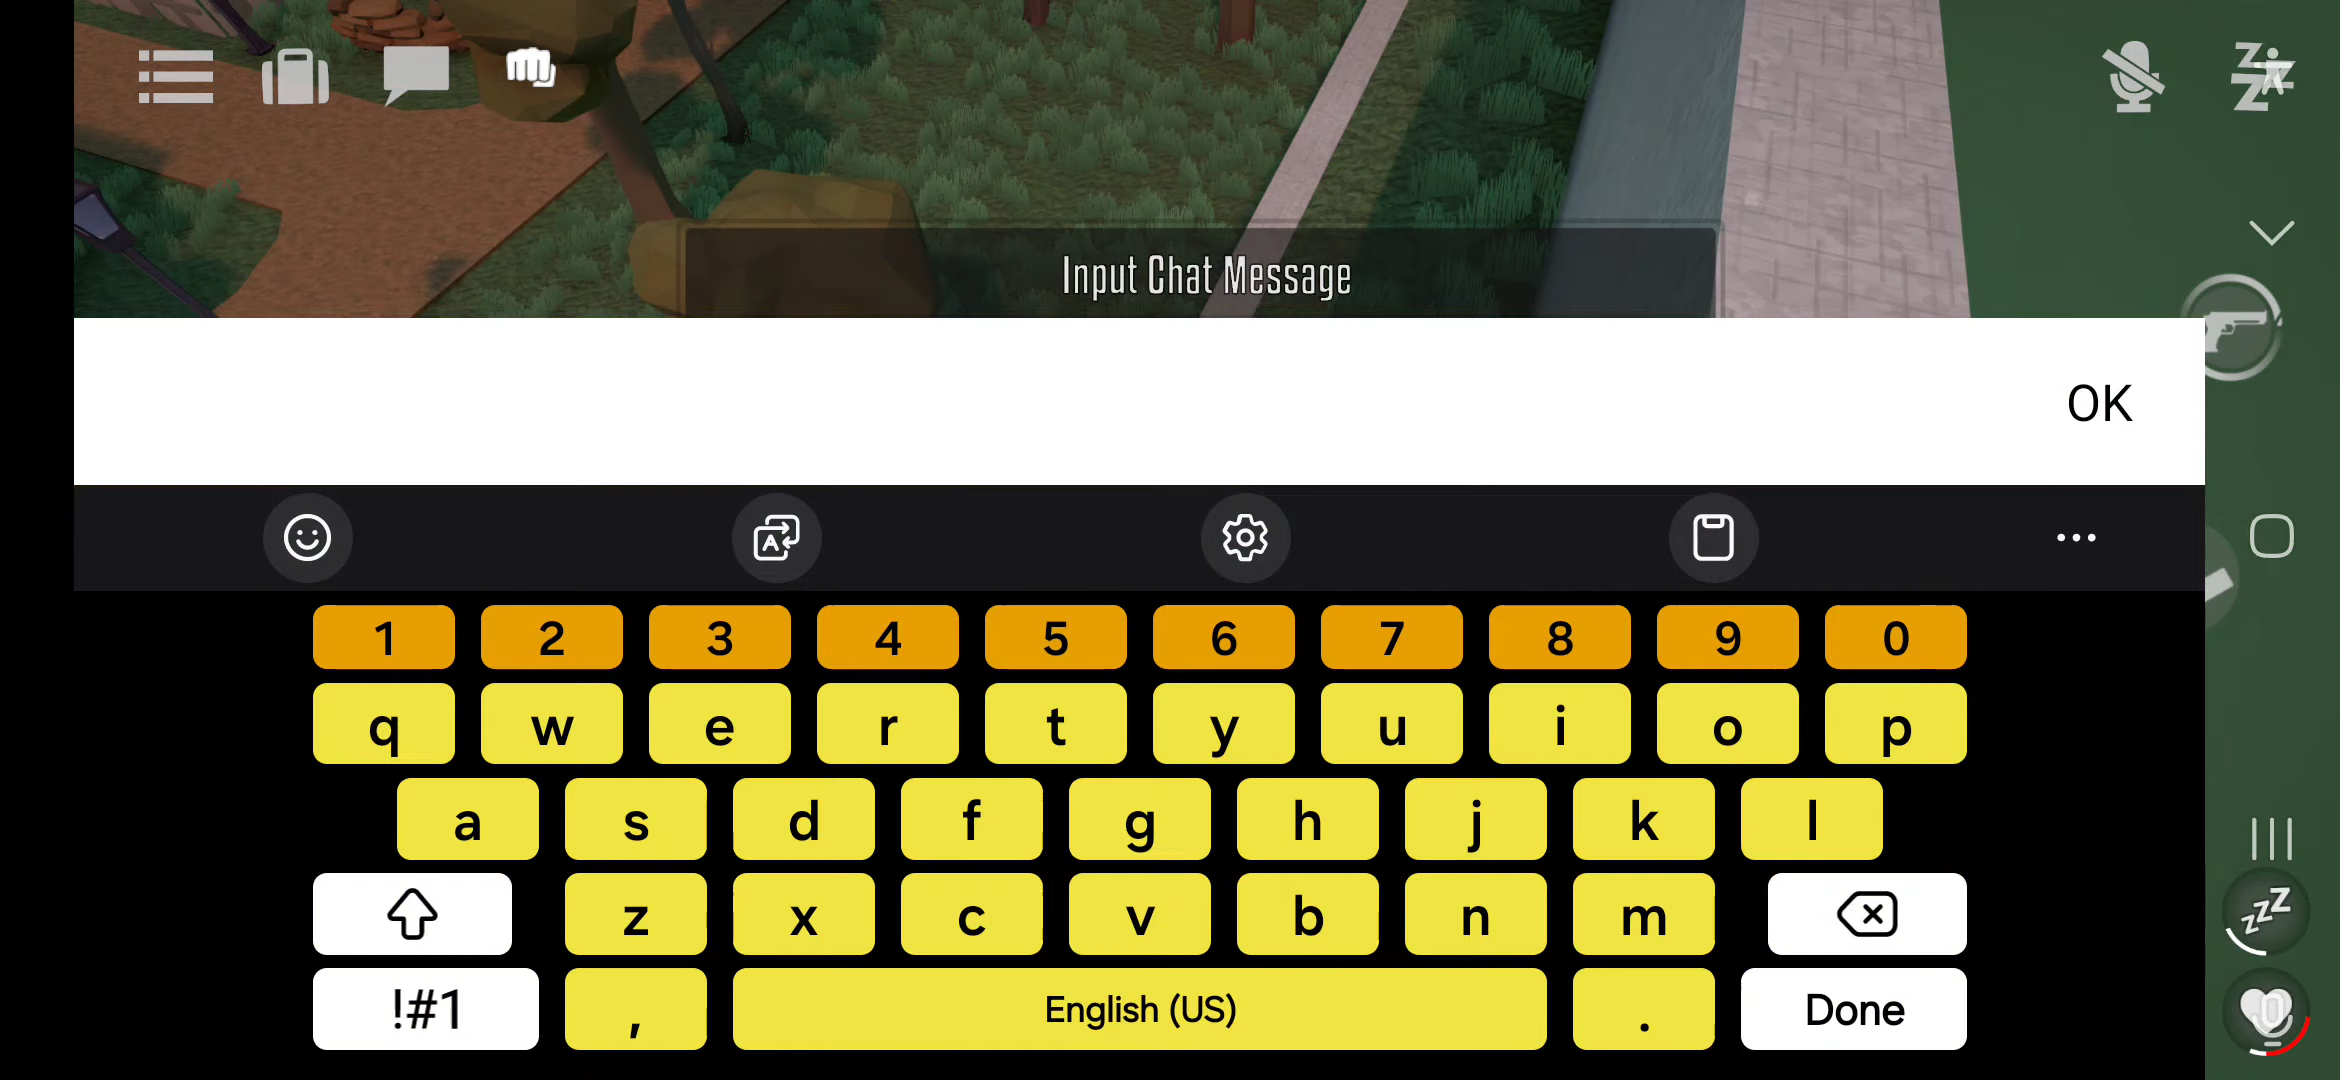 Input Chat Message
OK
1 2 3 4 5 6 7 8 9 0
q w e r t y u i o p
a s d f g h j k l
z x c v b n m
!#1 , English (US) . Done